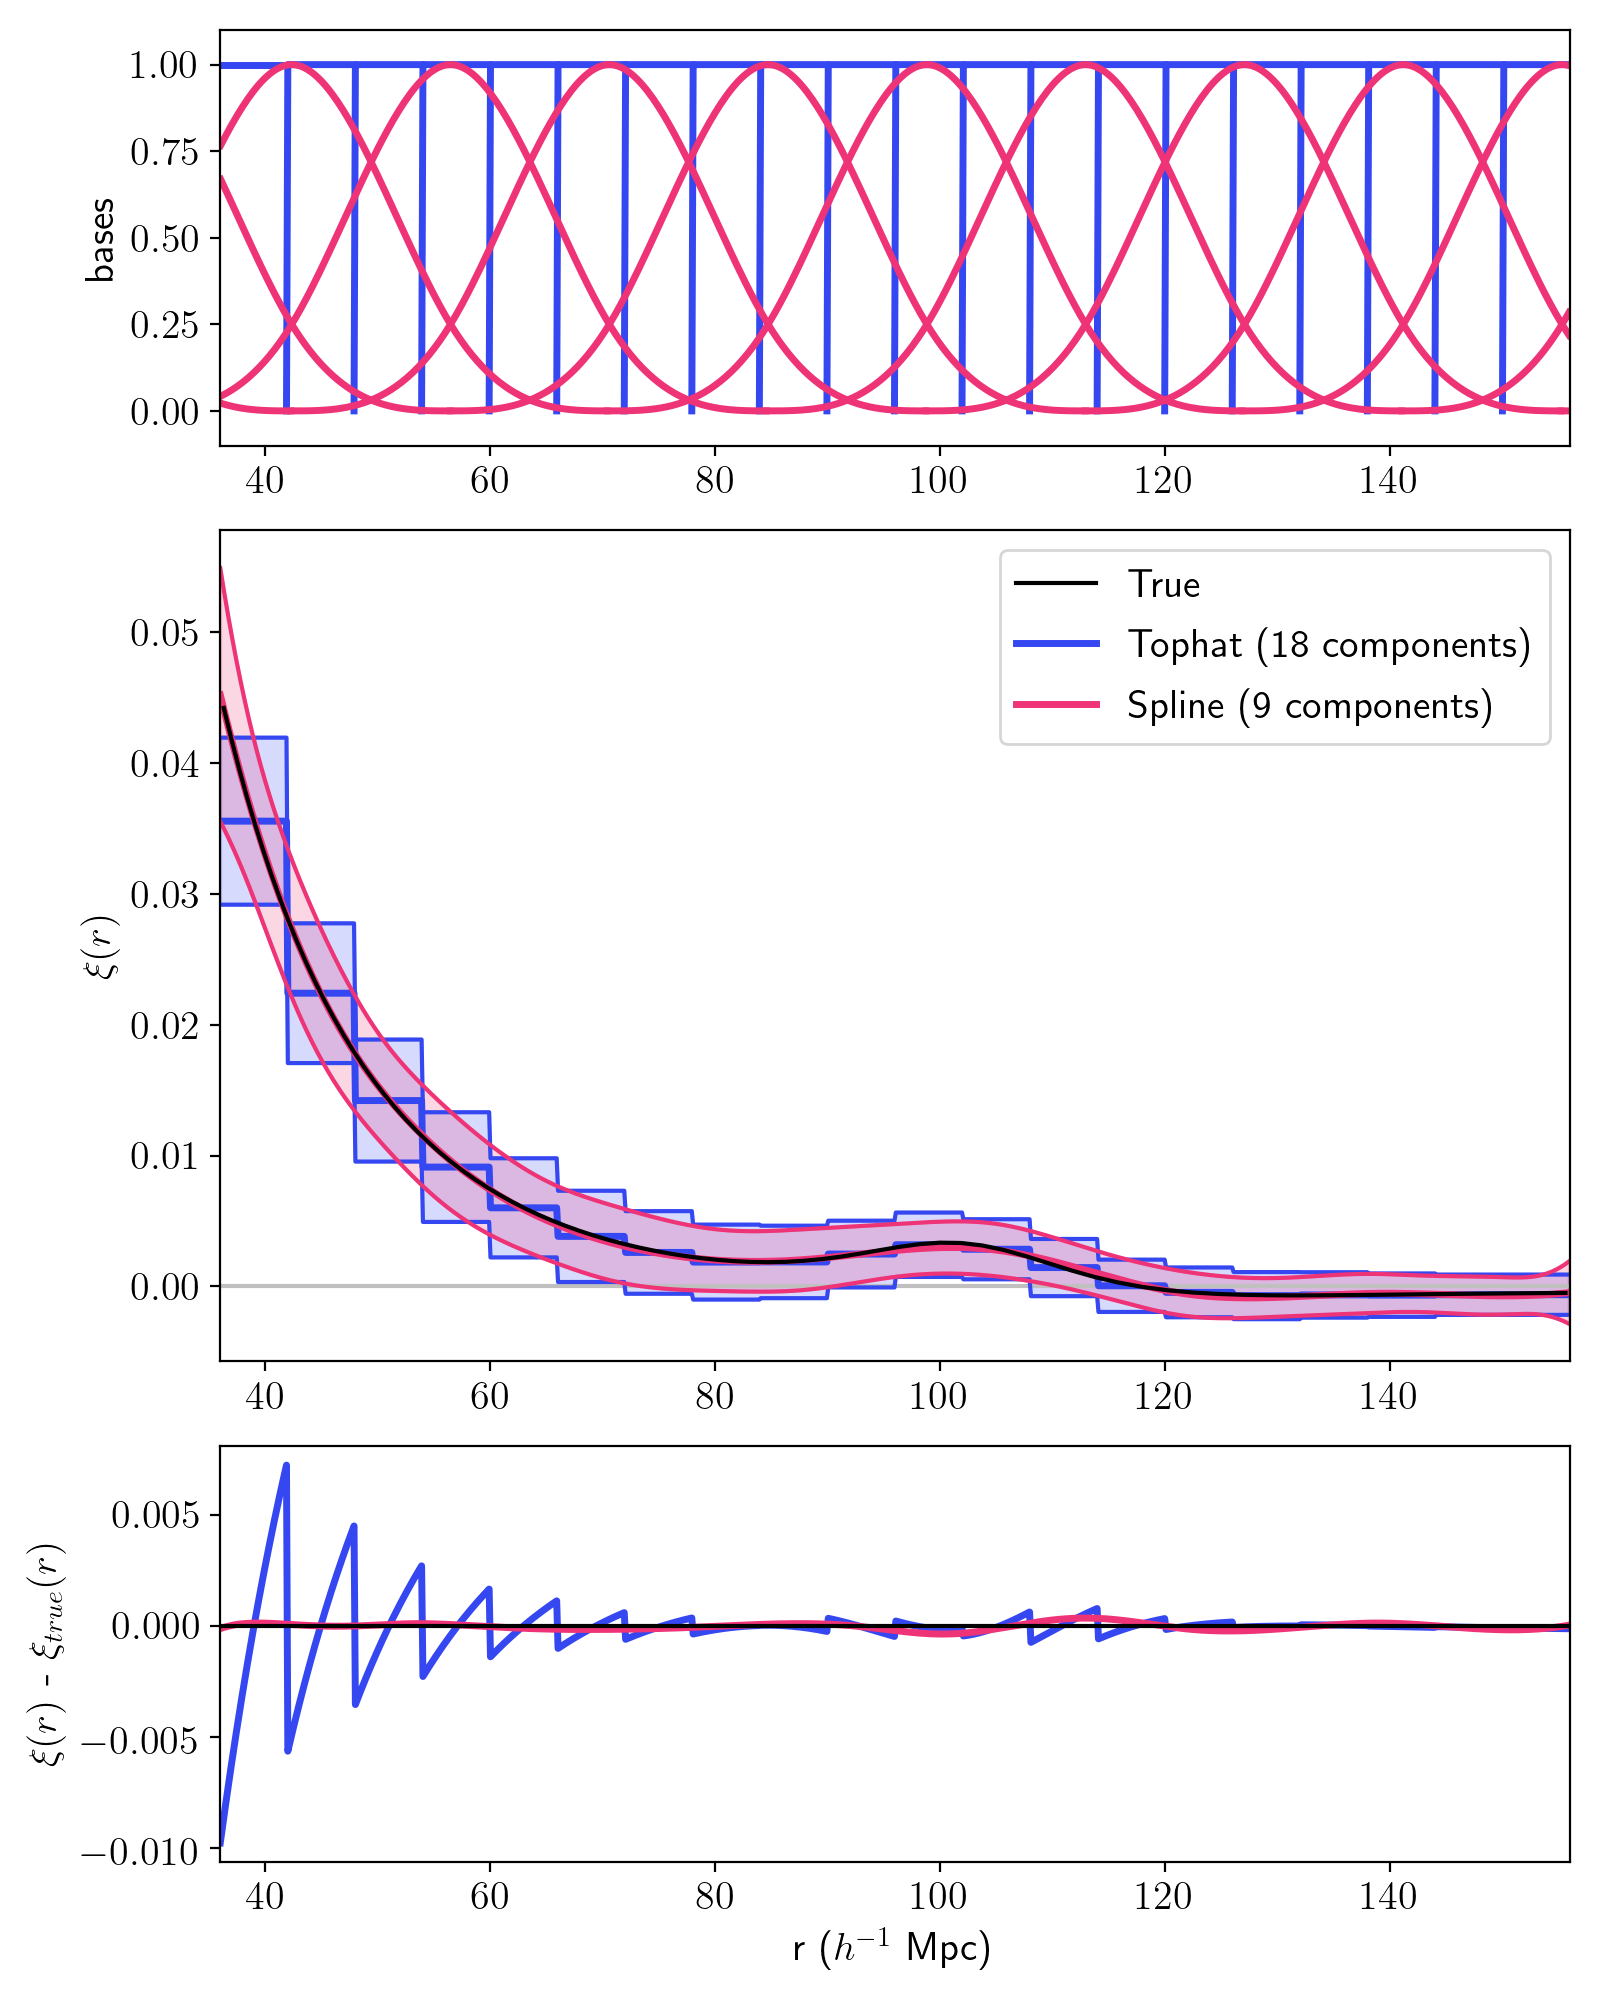 1.00
0.75
0.50
0.25
0.00
bases
40 60 80 100 120 140
0.05
0.04
0.03
0.02
0.01
0.00
ξ(r)
True
Tophat (18 components)
Spline (9 components)
40 60 80 100 120 140
0.005
0.000
−0.005
−0.010
ξ(r) - ξ_{true}(r)
40 60 80 100 120 140
r (h⁻¹ Mpc)